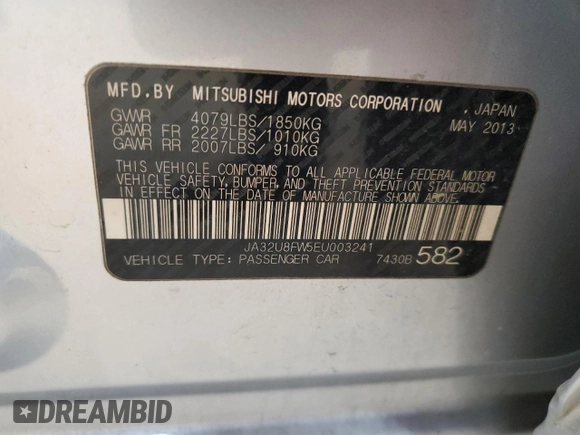 MFD.BY MITSUBISHI MOTORS CORPORATION , JAPAN
GVWR 4079LBS/1850KG MAY 2013
GAWR FR 2227LBS/1010KG
GAWR RR 2007LBS/ 910KG
THIS VEHICLE CONFORMS TO ALL APPLICABLE FEDERAL MOTOR
VEHICLE SAFETY, BUMPER, AND THEFT PREVENTION STANDARDS
IN EFFECT ON THE DATE OF MANUFACTURE SHOWN ABOVE.
JA32U8FW5EU003241
VEHICLE TYPE: PASSENGER CAR 7430B 582
DREAMBID